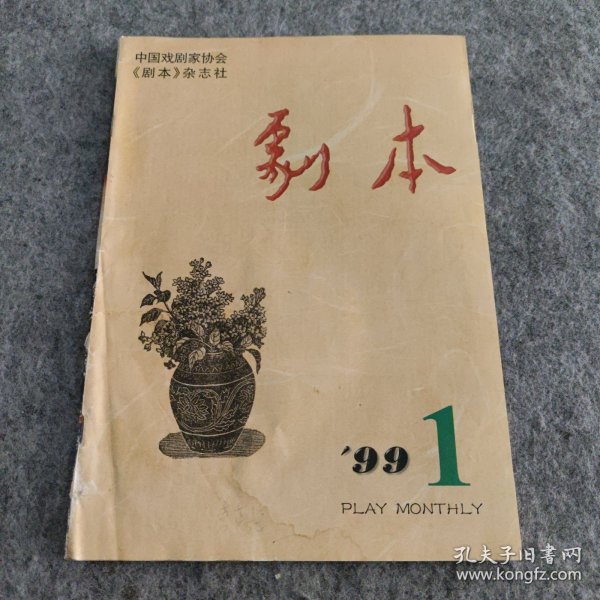 中国戏剧家协会
《剧本》杂志社
剧本
'99 1
PLAY MONTHLY
孔夫子旧书网
www.kongfz.com